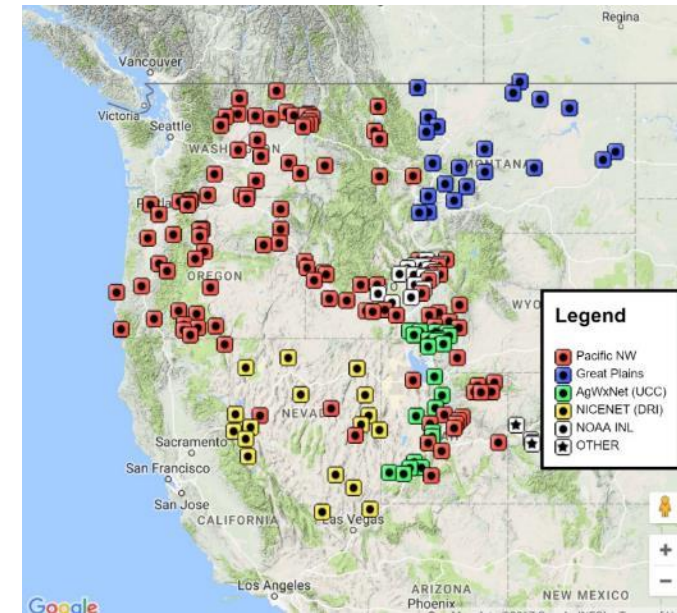 Regina
Vancouver
Victoria
Seattle
WASHINGTON
MONTANA
OREGON
WYO
Legend
Pacific NW
Great Plains
AgWxNet (UCC)
NICENET (DRI)
NOAA INL
OTHER
NEVA
Sacramento
San Francisco
San Jose
CALIFORNIA
Las Vegas
Los Angeles
ARIZONA
NEW MEXICO
Phoenix
Google